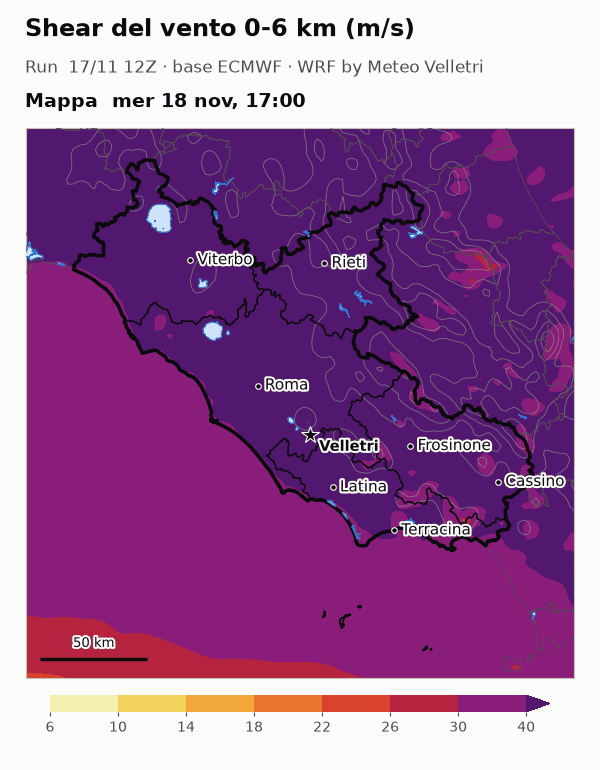 Shear del vento 0-6 km (m/s)
Run 17/11 12Z · base ECMWF · WRF by Meteo Velletri
Mappa mer 18 nov, 17:00
Viterbo
Rieti
Roma
Velletri
Frosinone
Cassino
Latina
Terracina
50 km
6 10 14 18 22 26 30 40